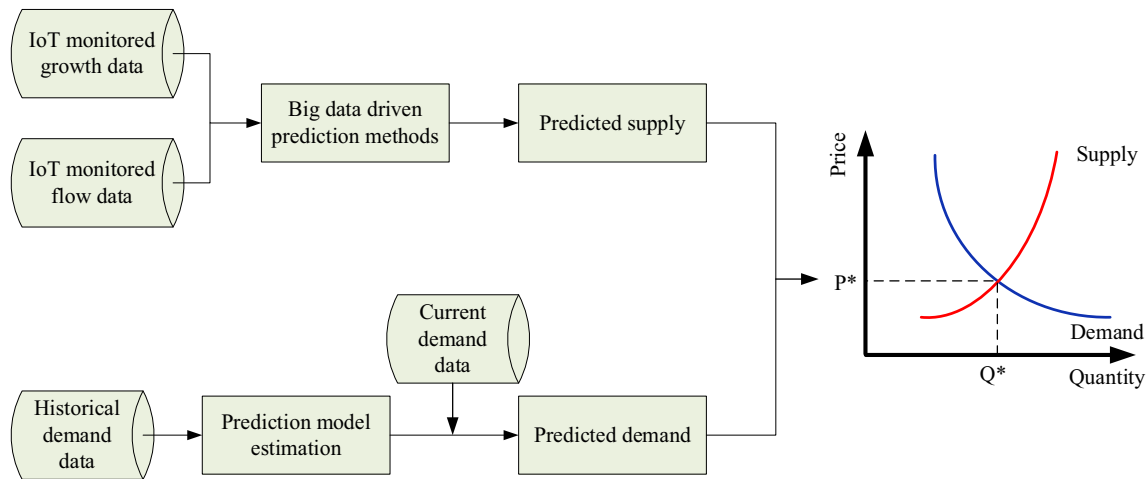 IoT monitored
growth data
IoT monitored
flow data
Big data driven
prediction methods
Predicted supply
Current
demand
data
Historical
demand
data
Prediction model
estimation
Predicted demand
Price
Supply
P*
Demand
Q*
Quantity